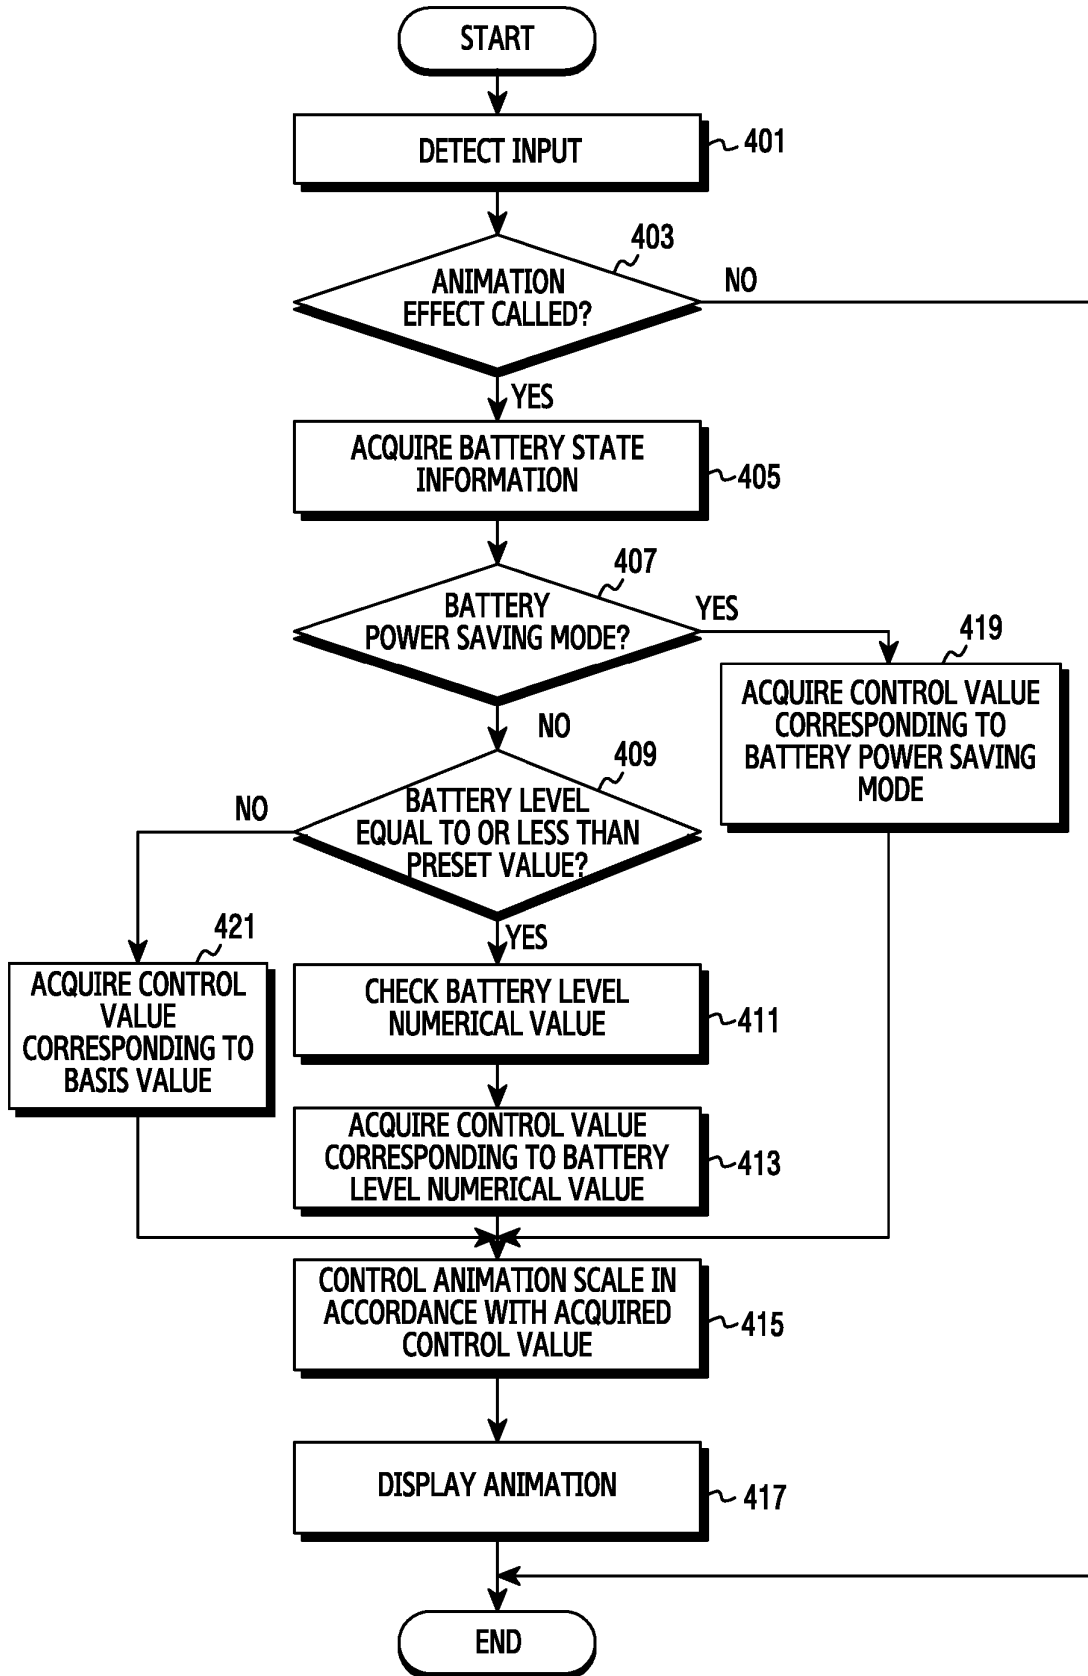 START
DETECT INPUT
401
403
ANIMATION
EFFECT CALLED?
NO
YES
ACQUIRE BATTERY STATE
INFORMATION
405
407
BATTERY
POWER SAVING MODE?
YES
NO
419
ACQUIRE CONTROL VALUE
CORRESPONDING TO
BATTERY POWER SAVING
MODE
409
BATTERY LEVEL
EQUAL TO OR LESS THAN
PRESET VALUE?
NO
YES
421
ACQUIRE CONTROL
VALUE
CORRESPONDING TO
BASIS VALUE
CHECK BATTERY LEVEL
NUMERICAL VALUE
411
ACQUIRE CONTROL VALUE
CORRESPONDING TO BATTERY
LEVEL NUMERICAL VALUE
413
CONTROL ANIMATION SCALE IN
ACCORDANCE WITH ACQUIRED
CONTROL VALUE
415
DISPLAY ANIMATION
417
END